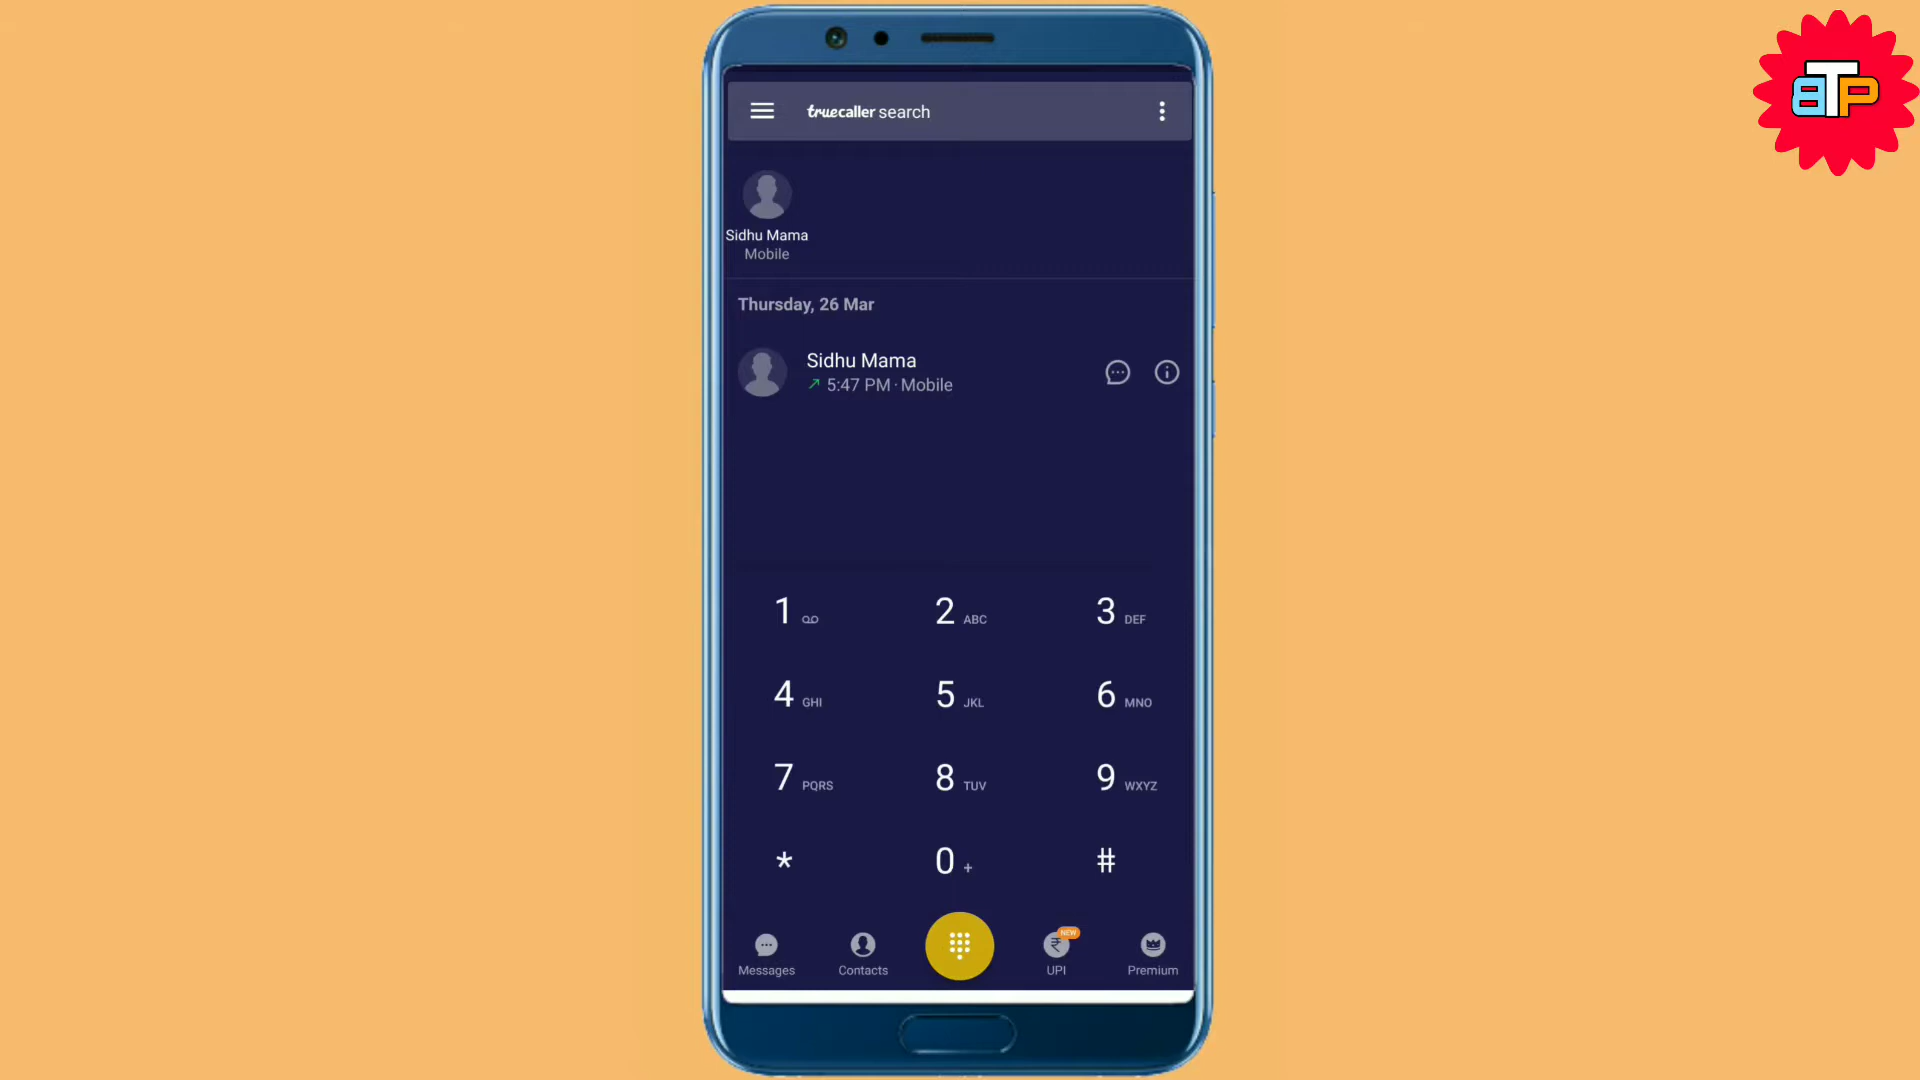 BTP
truecaller search
Sidhu Mama
Mobile
Thursday, 26 Mar
Sidhu Mama
5:47 PM · Mobile
1
2 ABC
3 DEF
4 GHI
5 JKL
6 MNO
7 PQRS
8 TUV
9 WXYZ
*
0 +
#
NEW
Messages
Contacts
UPI
Premium